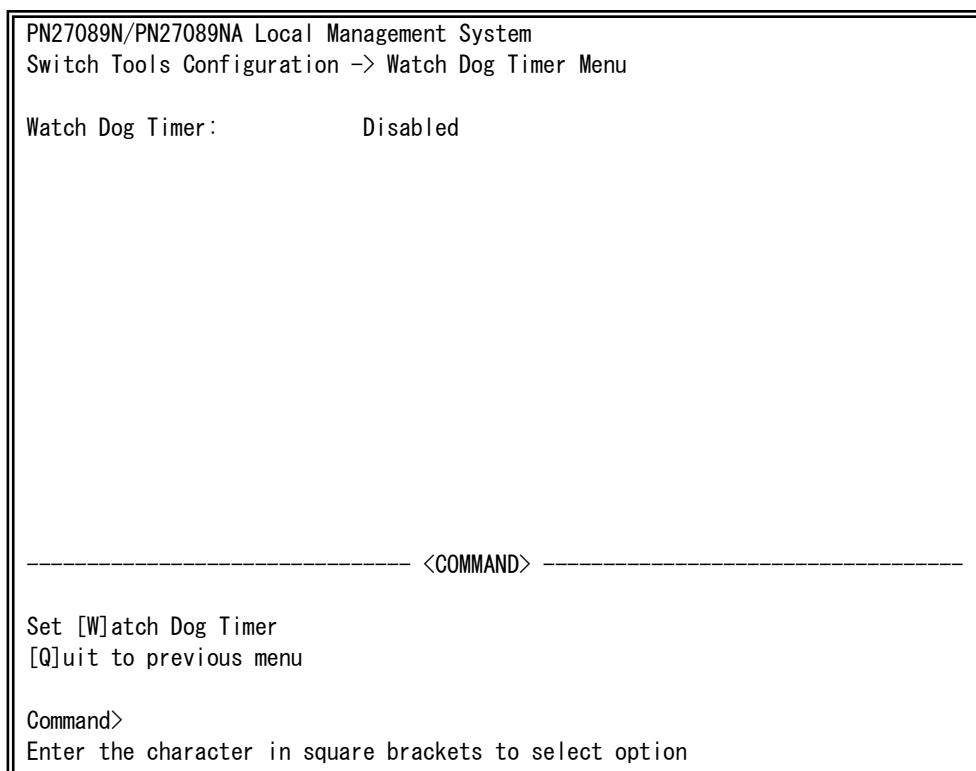 PN27089N/PN27089NA Local Management System
Switch Tools Configuration -> Watch Dog Timer Menu
Watch Dog Timer: Disabled
-------------------------------- <COMMAND> -----------------------------------
Set [W]atch Dog Timer
[Q]uit to previous menu
Command>
Enter the character in square brackets to select option